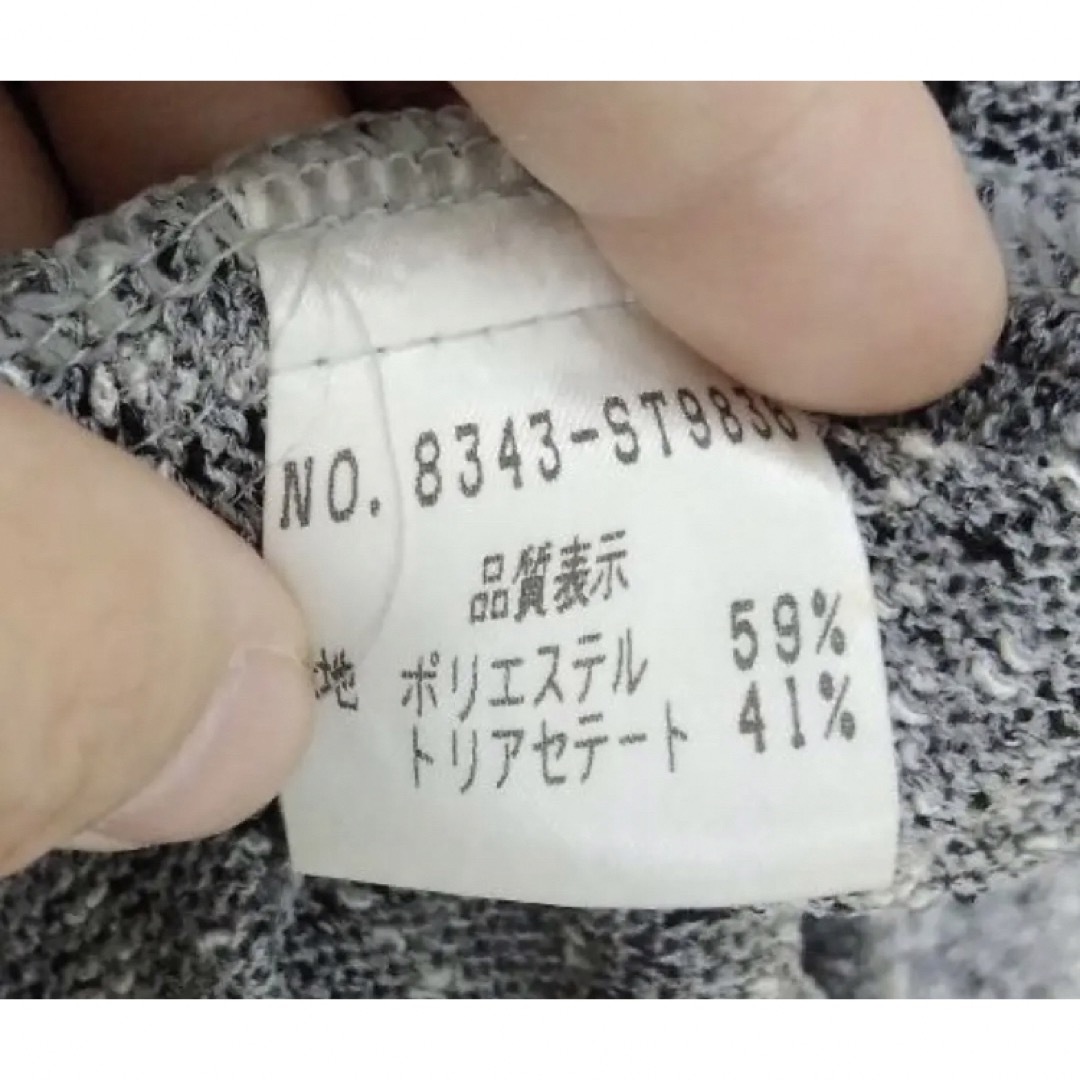 NO. 8343-ST983
品質表示
地 ポリエステル 59%
トリアセテート 41%